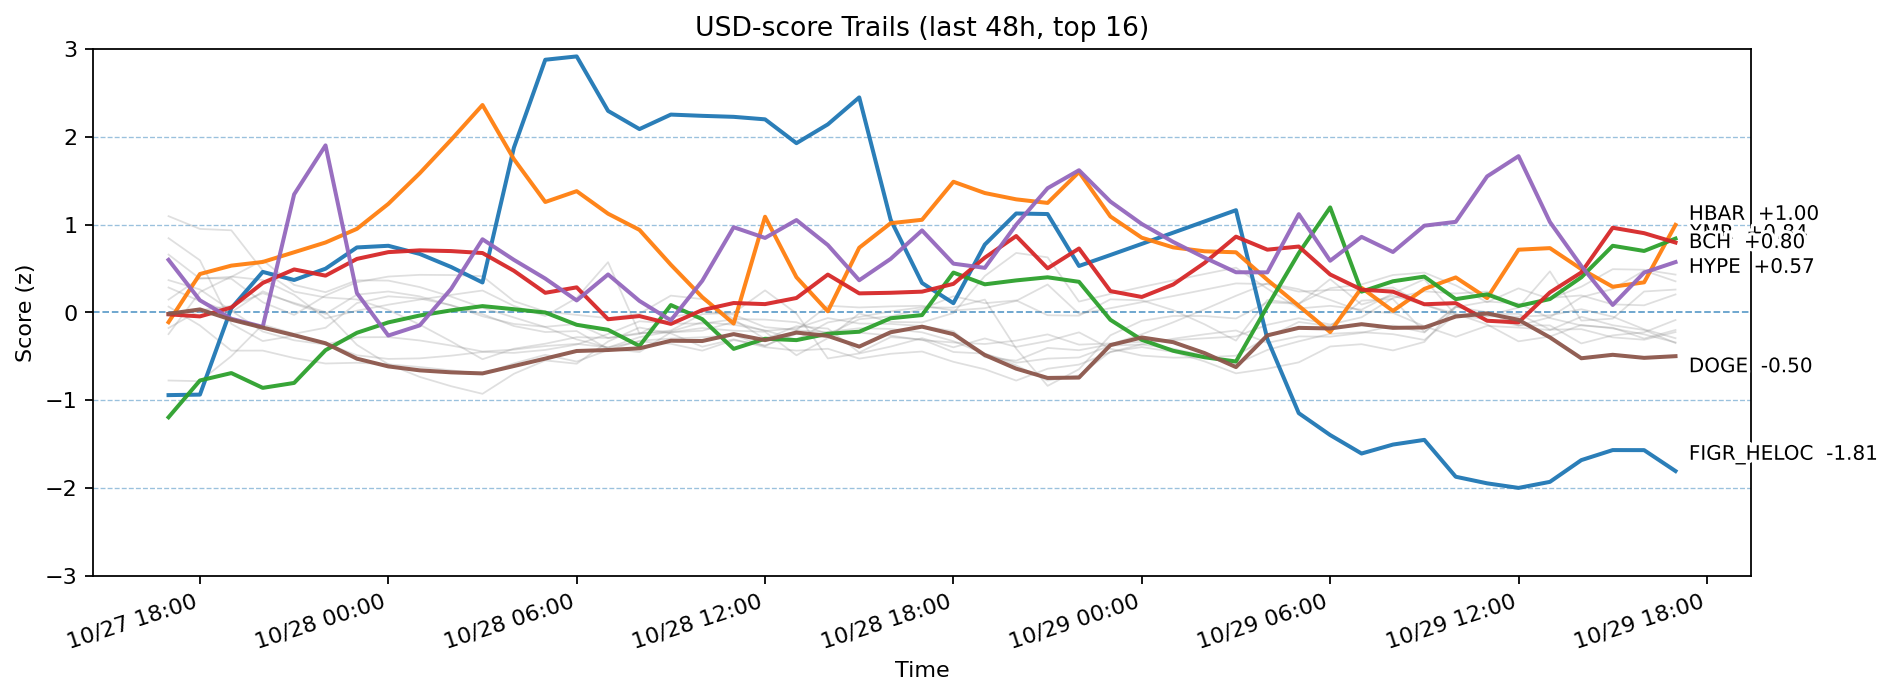 USD-score Trails (last 48h, top 16)
Score (z)
3
2
1
0
−1
−2
−3
HBAR +1.00
BCH +0.80
HYPE +0.57
DOGE -0.50
FIGR_HELOC -1.81
10/27 18:00
10/28 00:00
10/28 06:00
10/28 12:00
10/28 18:00
10/29 00:00
10/29 06:00
10/29 12:00
10/29 18:00
Time